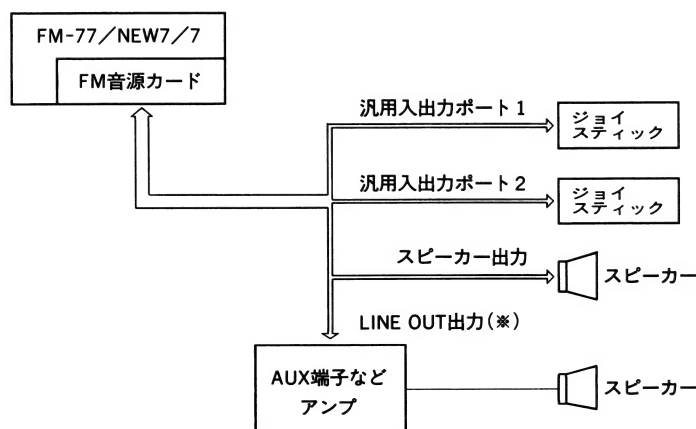 FM-77／NEW7／7
FM音源カード
汎用入出力ポート1
ジョイ
スティック
汎用入出力ポート2
ジョイ
スティック
スピーカー出力
スピーカー
LINE OUT出力(※)
AUX端子など
アンプ
スピーカー